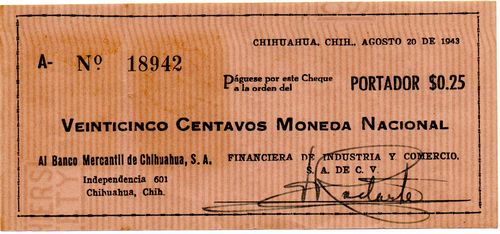 CHIHUAHUA, CHIH., AGOSTO 20 DE 1943
A- Nº 18942
Páguese por este Cheque
a la orden del PORTADOR $0.25
VEINTICINCO CENTAVOS MONEDA NACIONAL
Al Banco Mercantil de Chihuahua, S. A.
Independencia 601
Chihuahua, Chih.
FINANCIERA DE INDUSTRIA Y COMERCIO.
S. A. DE C. V.